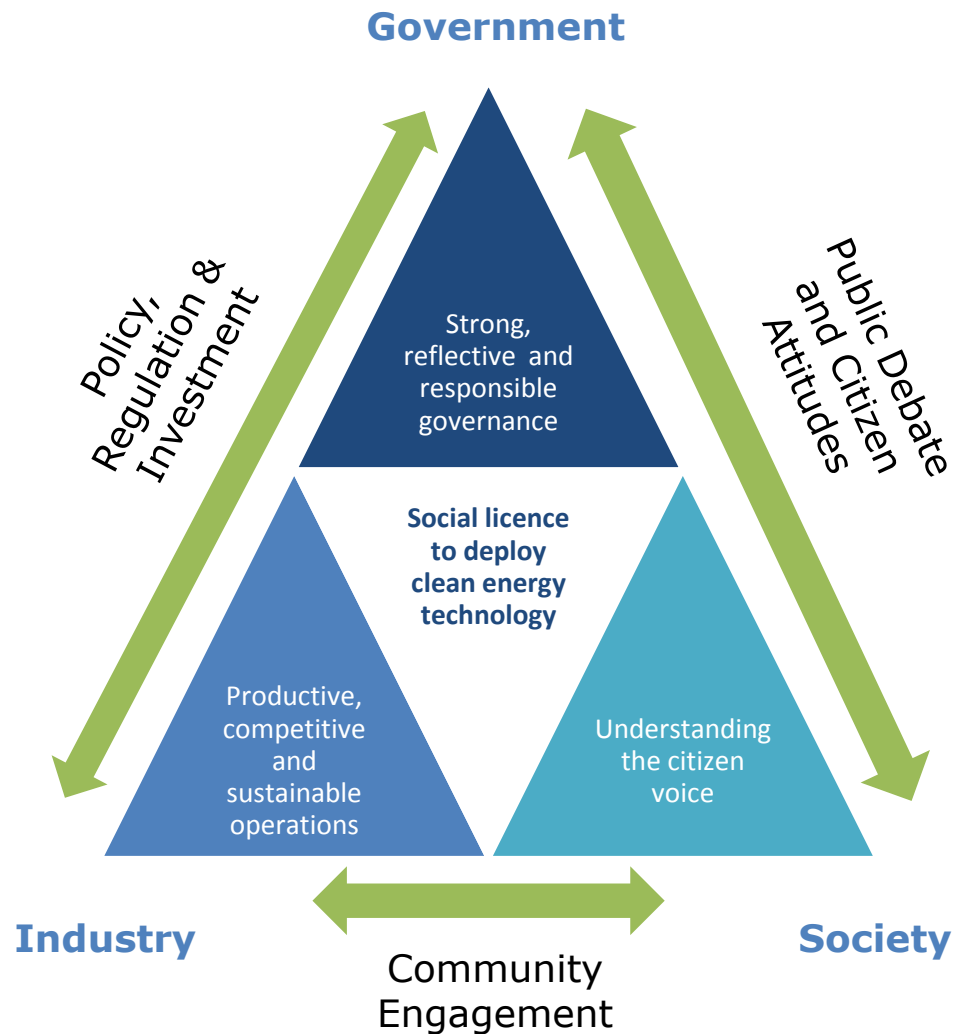 Government
Policy,
Regulation &
Investment
Public Debate
and Citizen
Attitudes
Strong,
reflective and
responsible
governance
Social licence
to deploy
clean energy
technology
Productive,
competitive
and
sustainable
operations
Understanding
the citizen
voice
Industry
Society
Community
Engagement